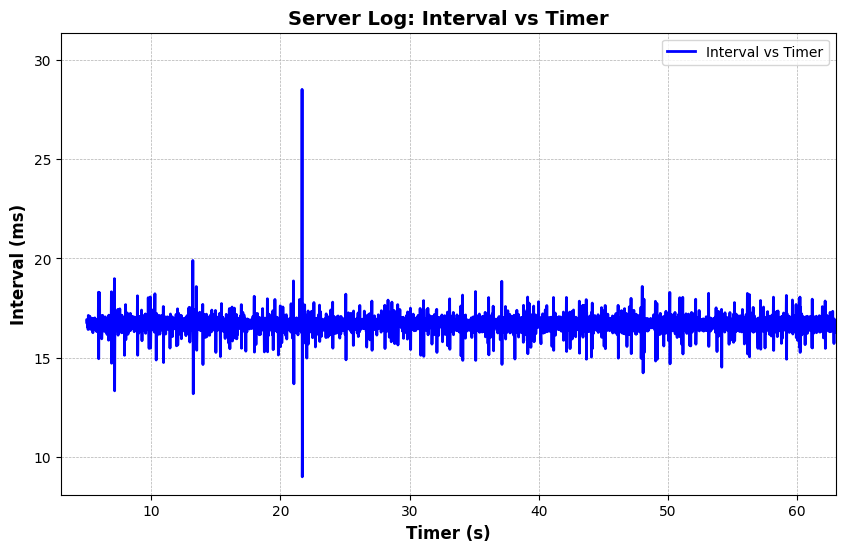 Server Log: Interval vs Timer
Interval vs Timer
30
25
20
15
10
Interval (ms)
10 20 30 40 50 60
Timer (s)